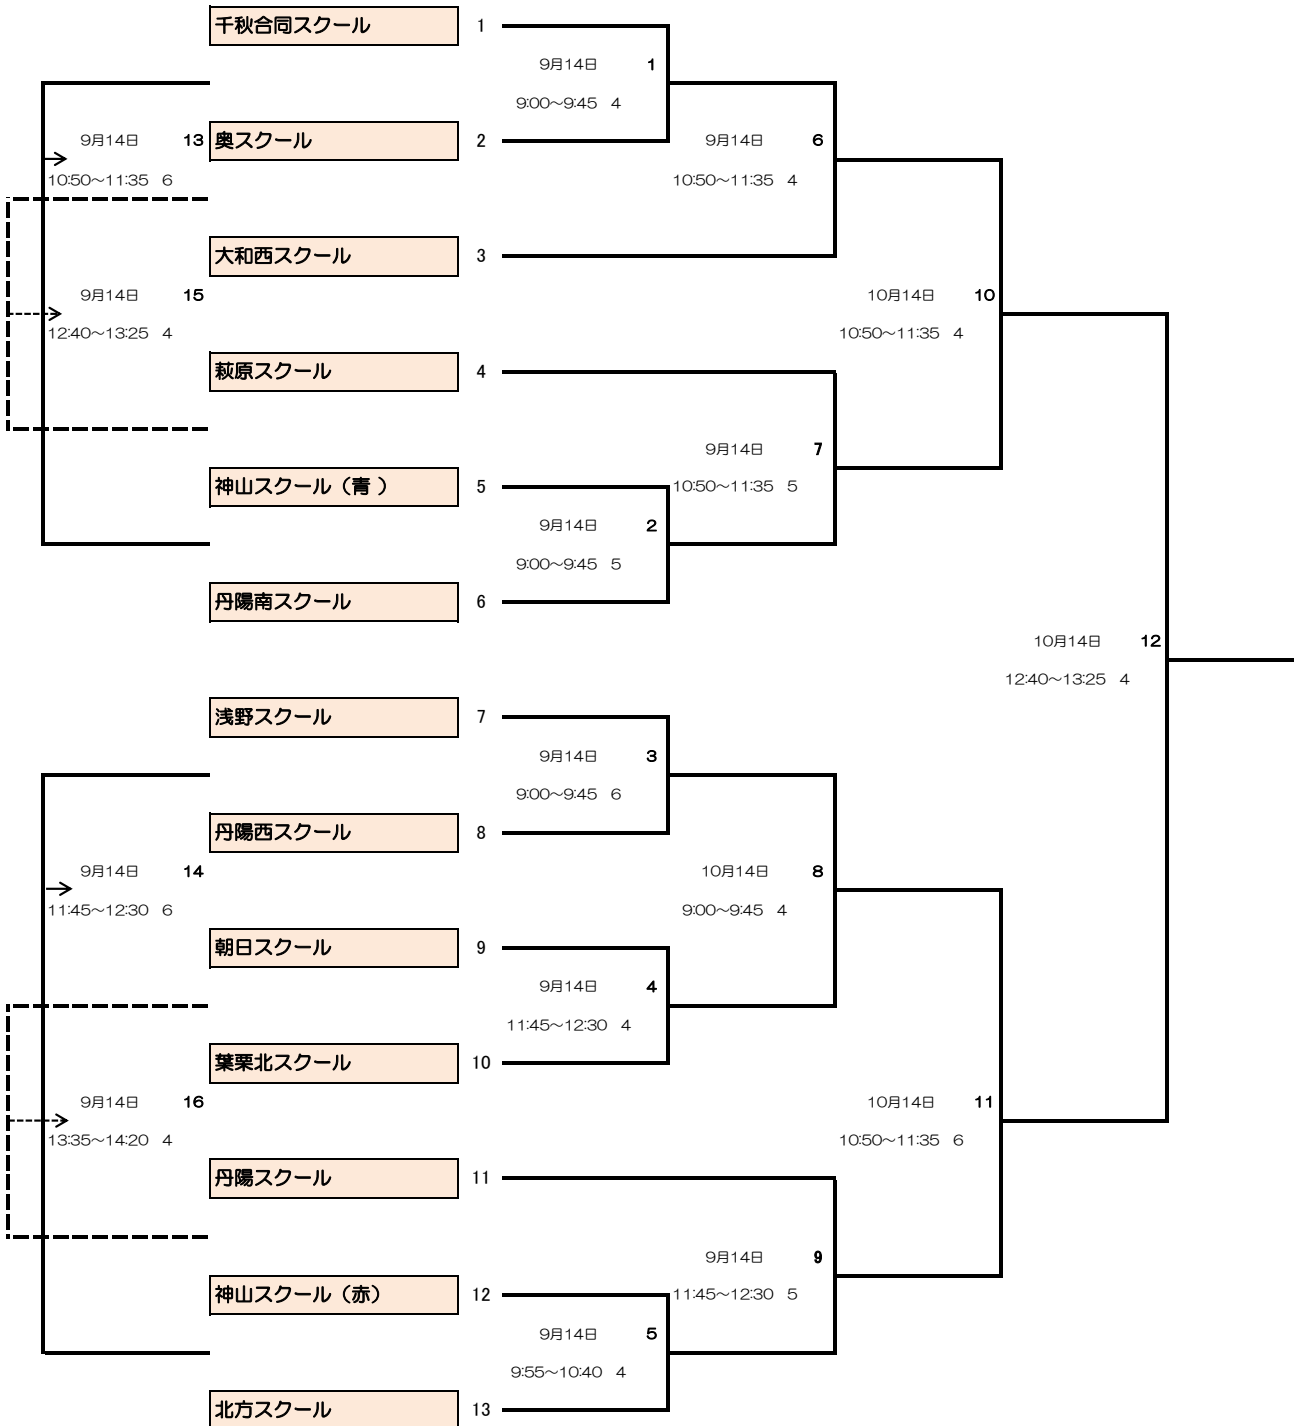 千秋合同スクール 1
9月14日 1
9:00～9:45 4
9月14日 13 奥スクール 2 9月14日 6
10:50～11:35 6 10:50～11:35 4
大和西スクール 3
9月14日 15 10月14日 10
12:40～13:25 4 10:50～11:35 4
萩原スクール 4
9月14日 7
神山スクール（青 ） 5 10:50～11:35 5
9月14日 2
9:00～9:45 5
丹陽南スクール 6
10月14日 12
12:40～13:25 4
浅野スクール 7
9月14日 3
9:00～9:45 6
丹陽西スクール 8
9月14日 14 10月14日 8
11:45～12:30 6 9:00～9:45 4
朝日スクール 9
9月14日 4
11:45～12:30 4
葉栗北スクール 10
9月14日 16 10月14日 11
13:35～14:20 4 10:50～11:35 6
丹陽スクール 11
9月14日 9
神山スクール（赤） 12 11:45～12:30 5
9月14日 5
9:55～10:40 4
北方スクール 13